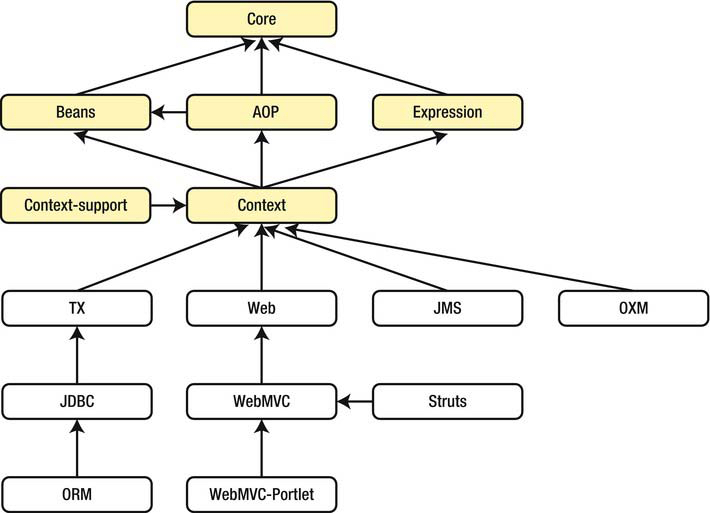 Core
Beans
AOP
Expression
Context-support
Context
TX
Web
JMS
OXM
JDBC
WebMVC
Struts
ORM
WebMVC-Portlet